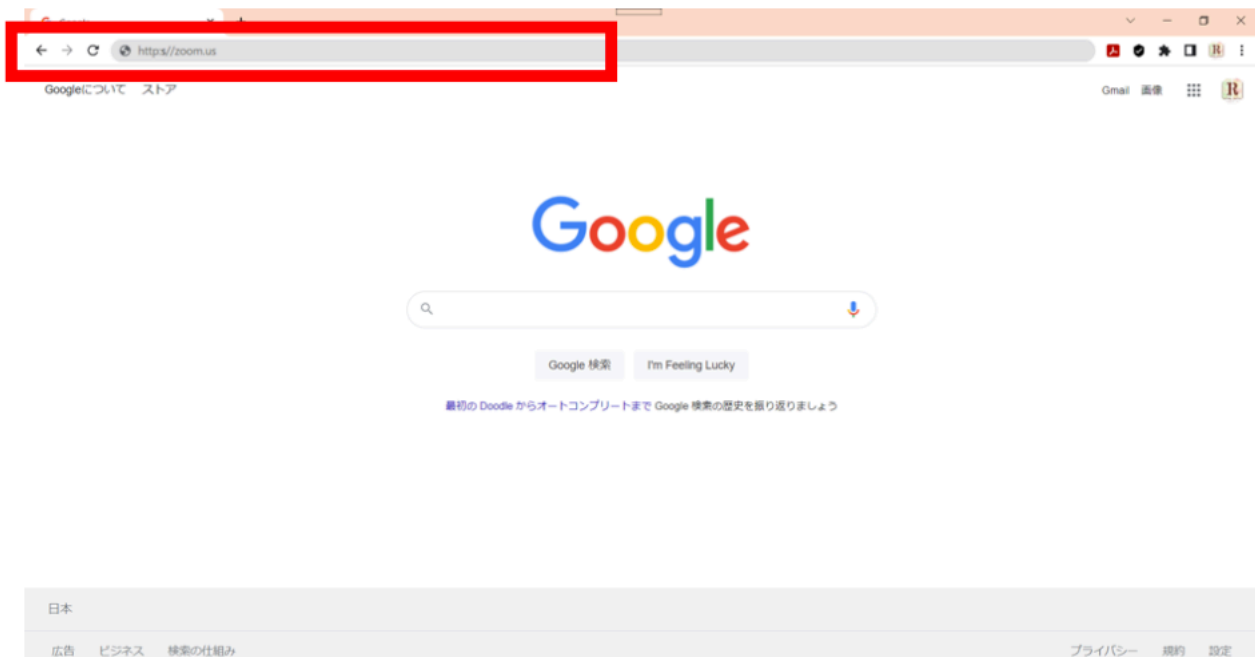 https://zoom.us
Googleについて ストア
Gmail 画像
Google
Google 検索 I'm Feeling Lucky
最初の Doodle からオートコンプリートまで Google 検索の歴史を振り返りましょう
日本
広告 ビジネス 検索の仕組み
プライバシー 規約 設定